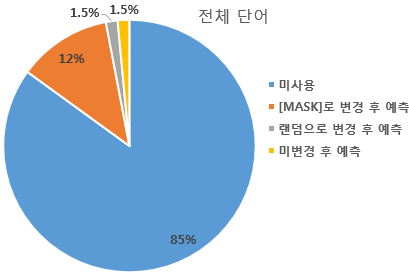 전체 단어
1.5%
1.5%
12%
85%
미사용
[MASK]로 변경 후 예측
랜덤으로 변경 후 예측
미변경 후 예측